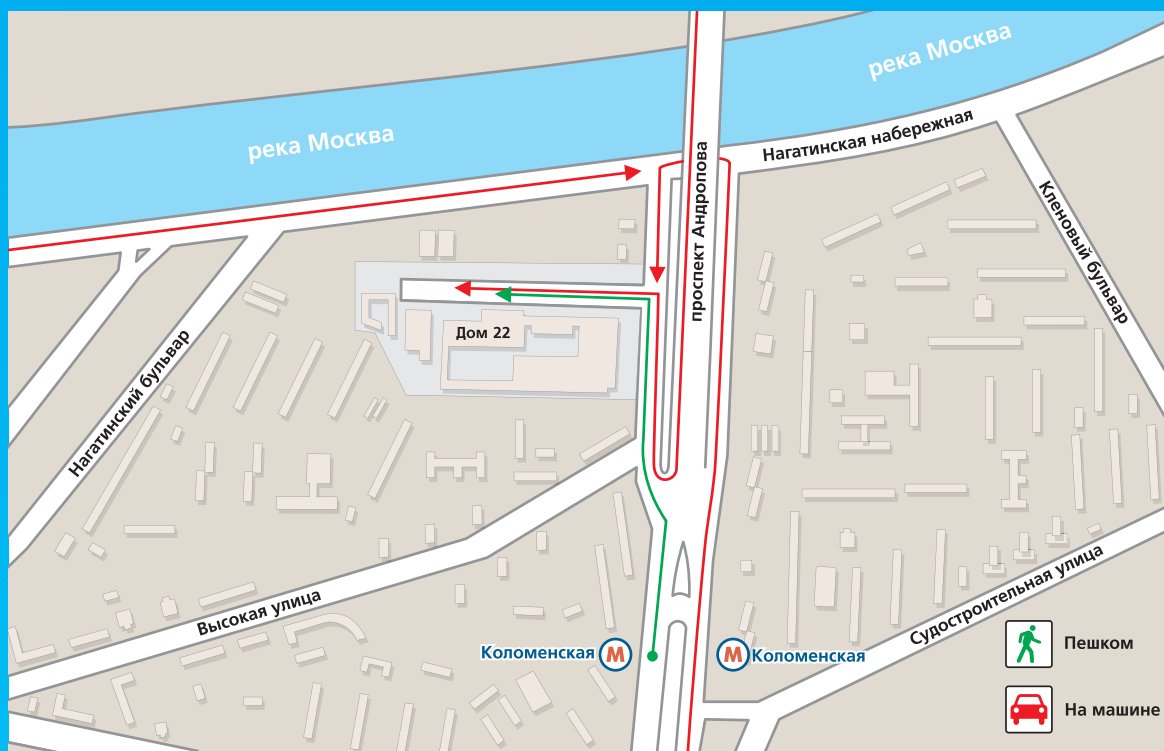 река Москва
река Москва
Нагатинская набережная
проспект Андропова
Кленовый бульвар
Дом 22
Нагатинский бульвар
Высокая улица
Судостроительная улица
Коломенская М
М Коломенская
Пешком
На машине